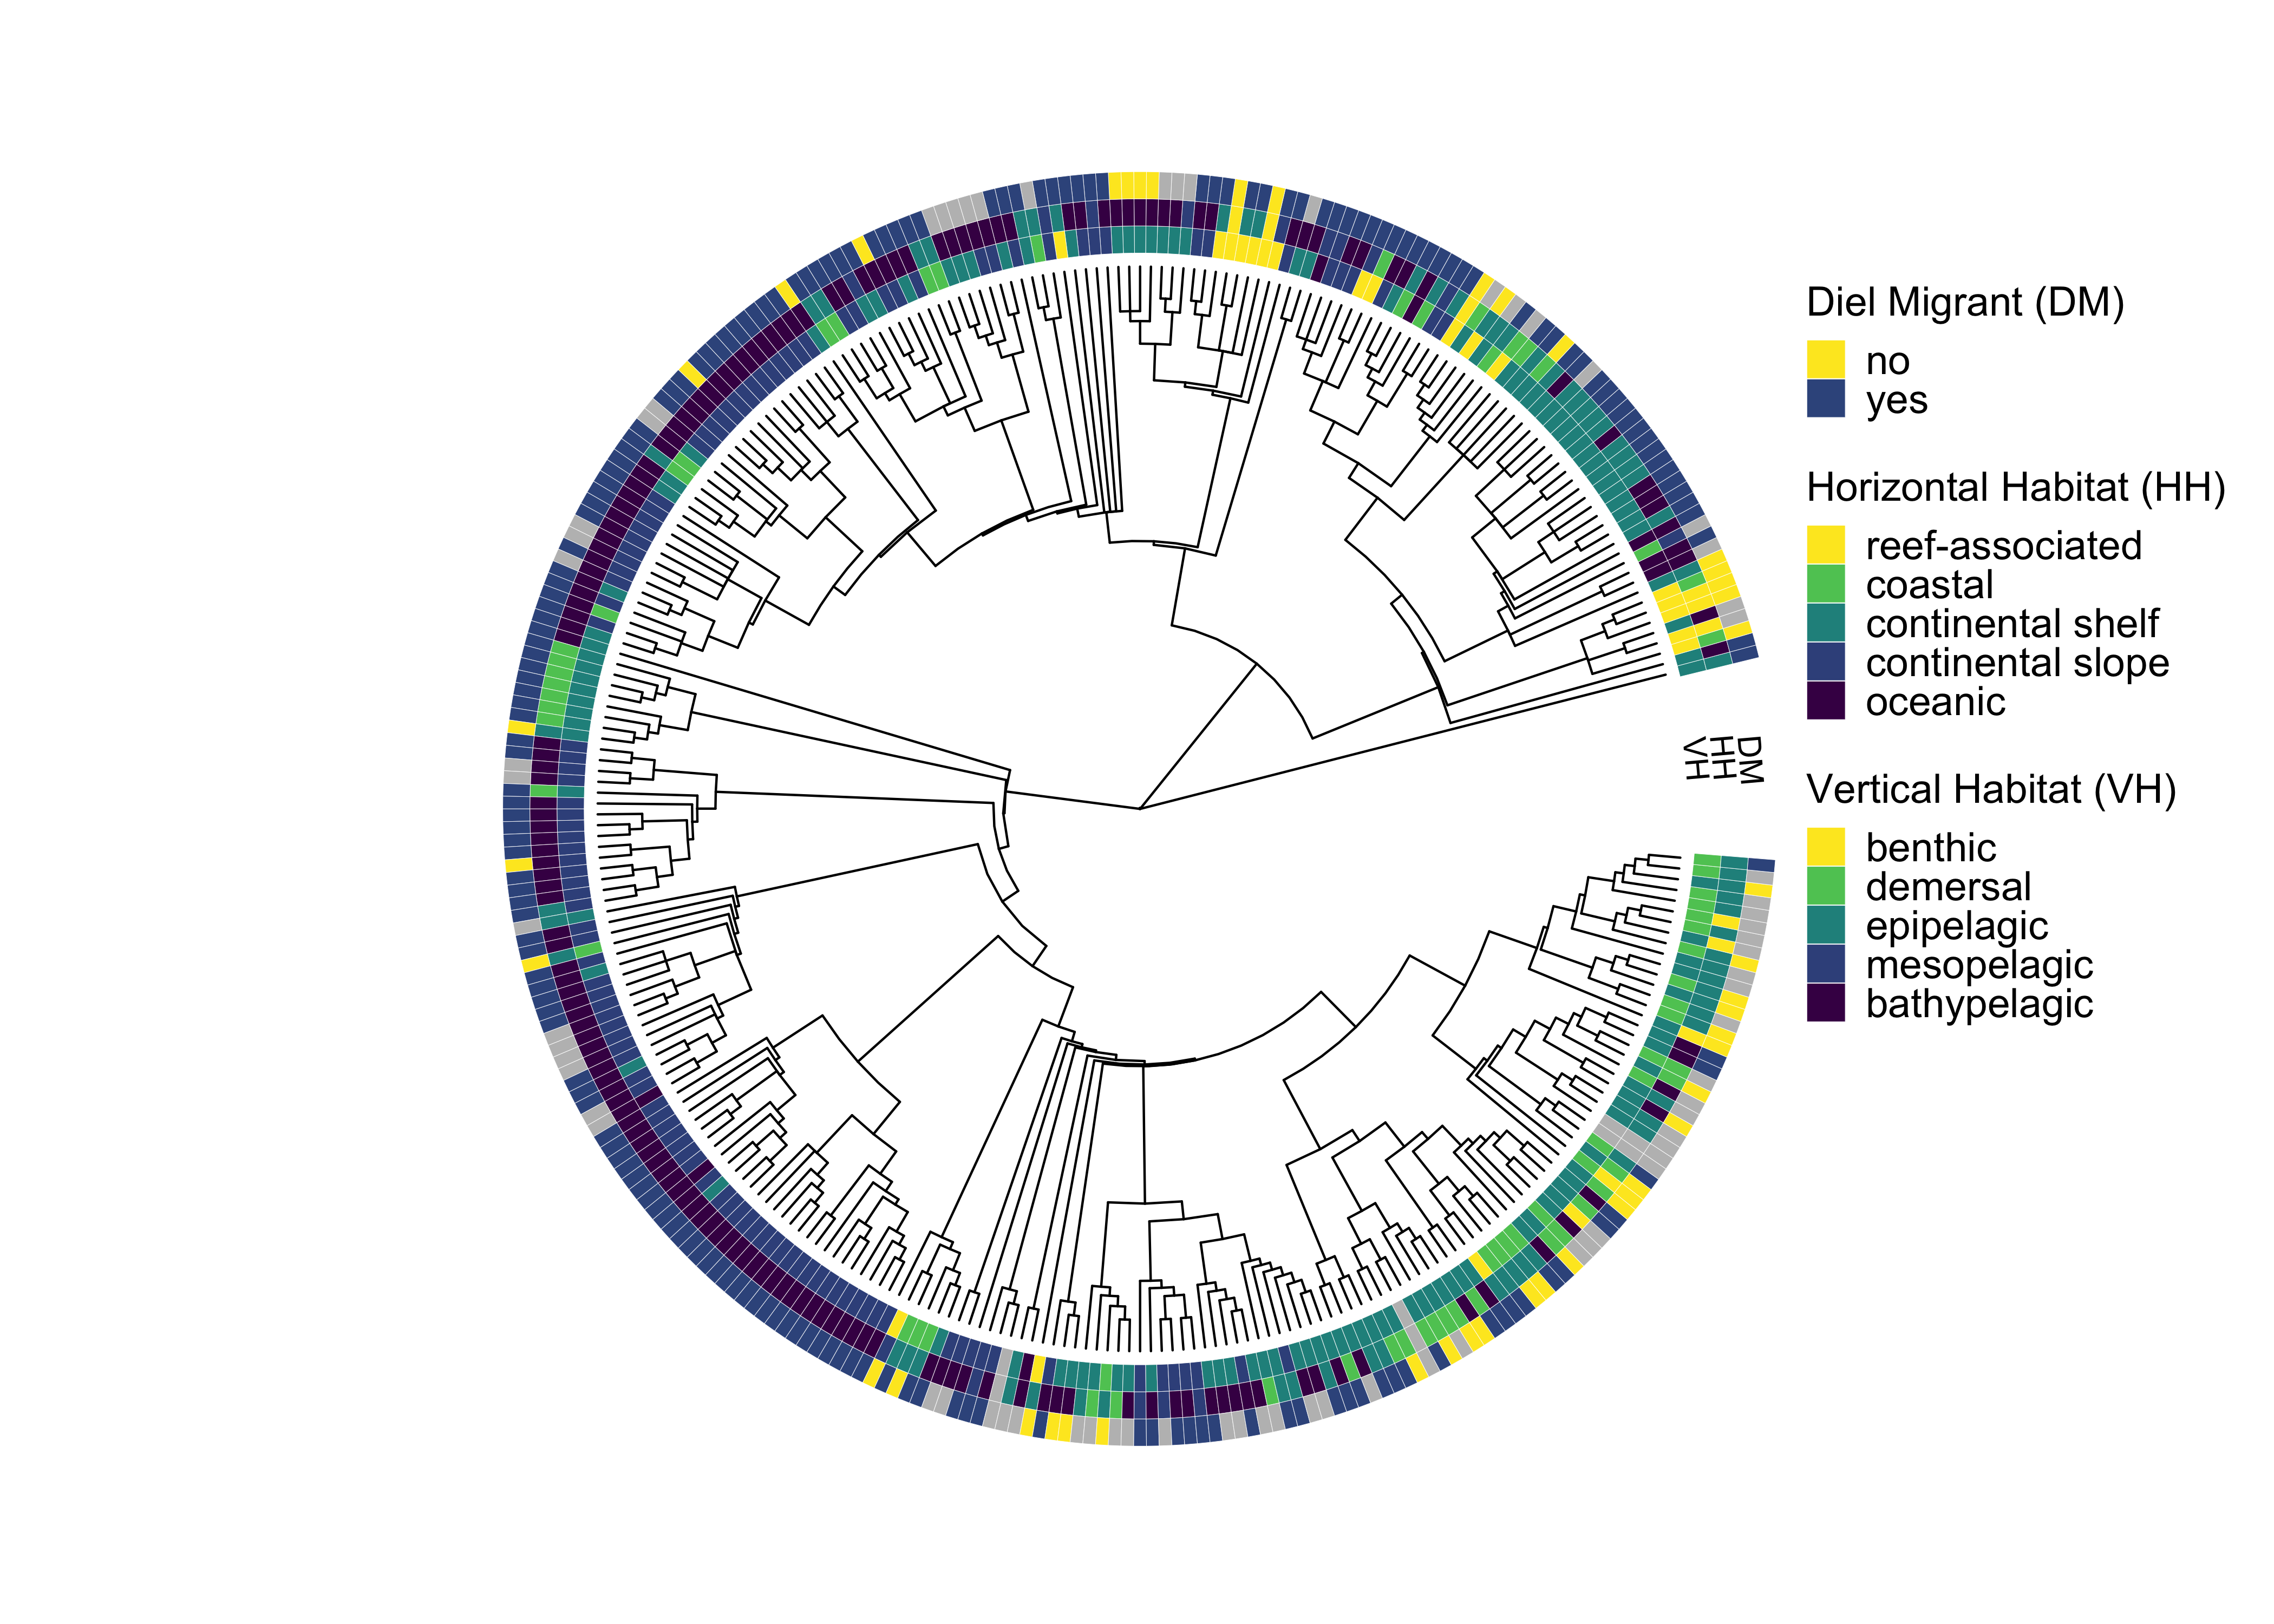 Diel Migrant (DM)
no
yes
Horizontal Habitat (HH)
reef-associated
coastal
continental shelf
continental slope
oceanic
Vertical Habitat (VH)
benthic
demersal
epipelagic
mesopelagic
bathypelagic
VH
HH
DM